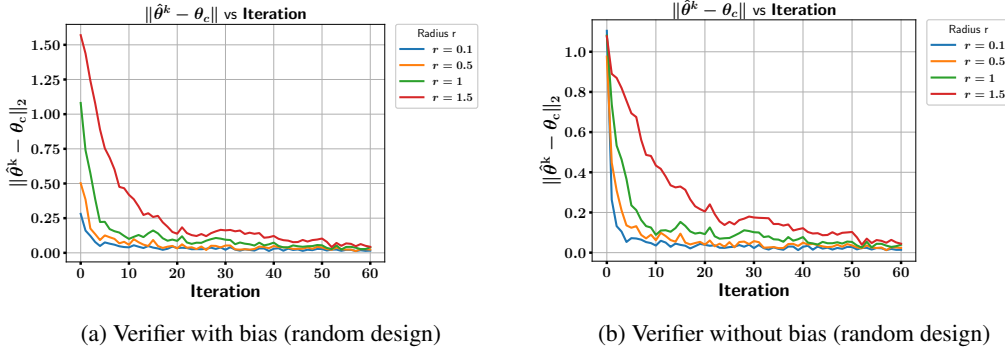 ‖θ̂ᵏ − θ_c‖ vs Iteration
1.50
1.25
1.00
0.75
0.50
0.25
0.00
‖θ̂ᵏ − θ_c‖₂
0 10 20 30 40 50 60
Iteration
Radius r
r = 0.1
r = 0.5
r = 1
r = 1.5
(a) Verifier with bias (random design)
‖θ̂ᵏ − θ_c‖ vs Iteration
1.0
0.8
0.6
0.4
0.2
0.0
‖θ̂ᵏ − θ_c‖₂
0 10 20 30 40 50 60
Iteration
Radius r
r = 0.1
r = 0.5
r = 1
r = 1.5
(b) Verifier without bias (random design)